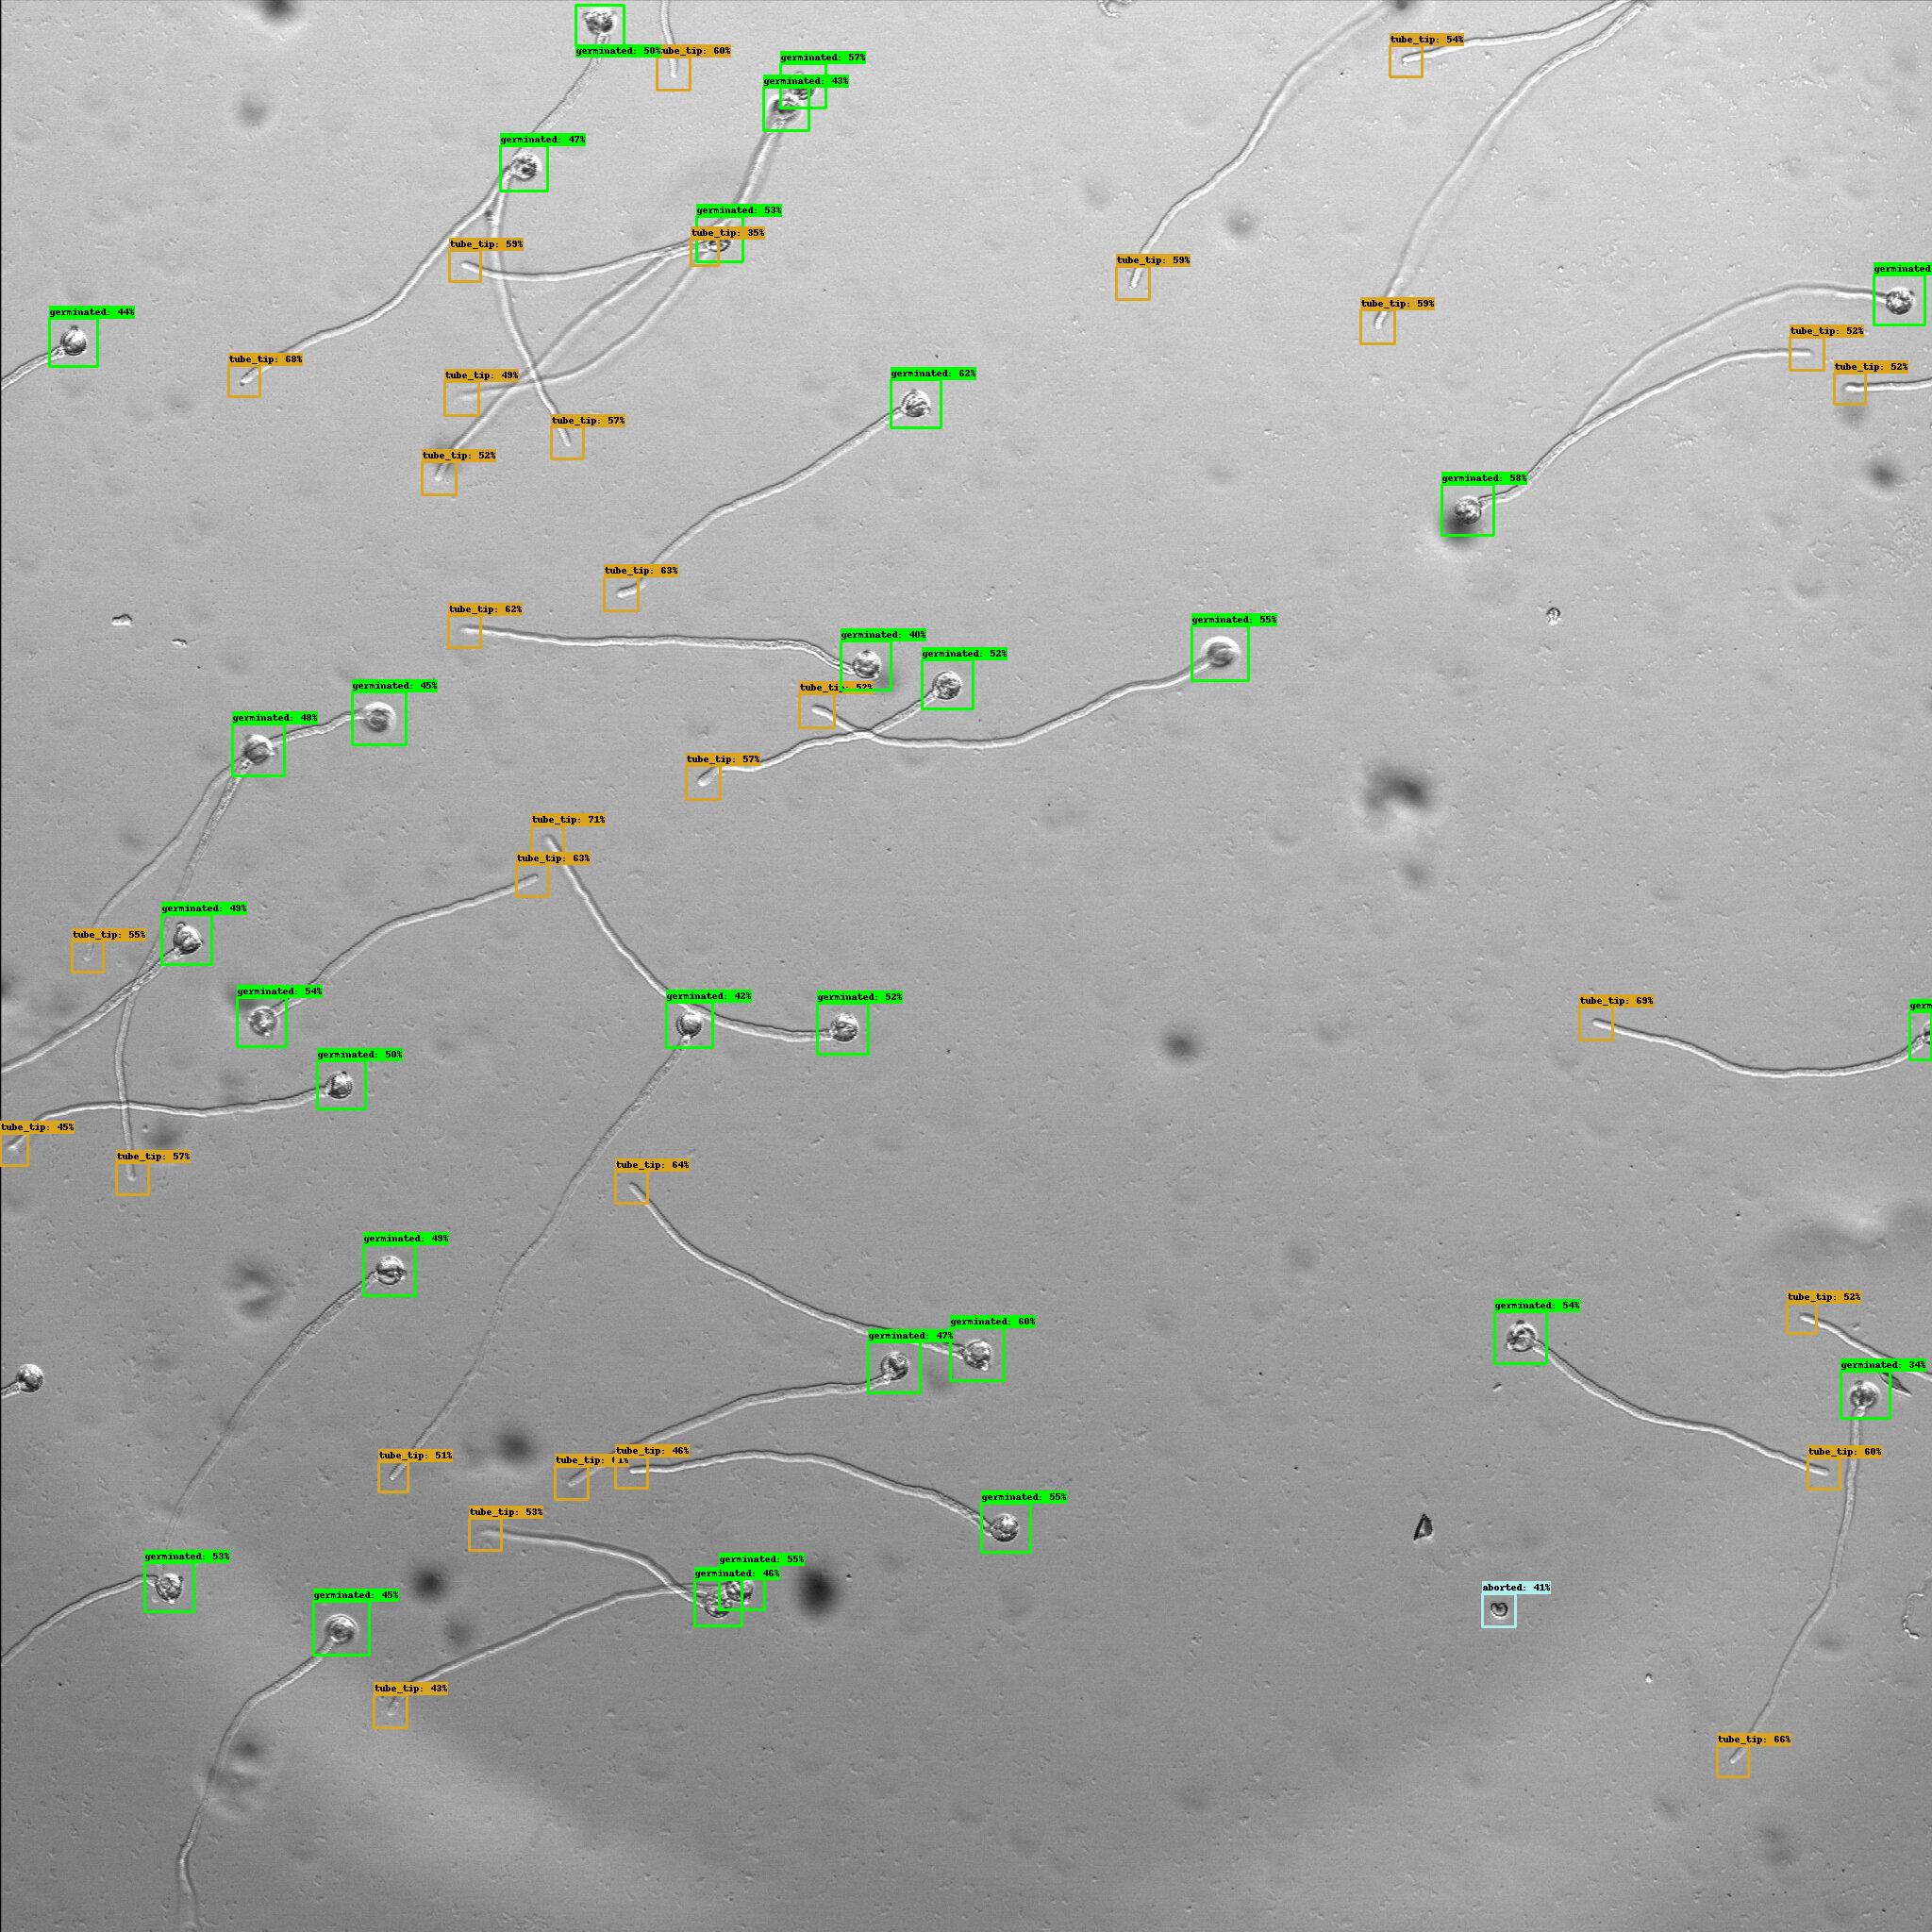 germinated: 50%
tube_tip: 60%
tube_tip: 54%
germinated: 57%
germinated: 43%
germinated: 47%
germinated: 53%
tube_tip: 35%
tube_tip: 59%
tube_tip: 59%
germinated
tube_tip: 59%
germinated: 44%
tube_tip: 52%
tube_tip: 68%
tube_tip: 52%
tube_tip: 49%
germinated: 62%
tube_tip: 57%
tube_tip: 52%
germinated: 58%
tube_tip: 63%
tube_tip: 62%
germinated: 55%
germinated: 40%
germinated: 52%
germinated: 45%
tube_tip: 52%
germinated: 48%
tube_tip: 57%
tube_tip: 71%
tube_tip: 63%
germinated: 49%
tube_tip: 55%
germinated: 54%
germinated: 42%
germinated: 52%
tube_tip: 69%
germ
germinated: 50%
tube_tip: 45%
tube_tip: 57%
tube_tip: 64%
germinated: 49%
tube_tip: 52%
germinated: 54%
germinated: 60%
germinated: 47%
germinated: 34%
tube_tip: 46%
tube_tip: 60%
tube_tip: 51%
tube_tip:
germinated: 55%
tube_tip: 53%
germinated: 53%
germinated: 55%
germinated: 46%
aborted: 41%
germinated: 45%
tube_tip: 43%
tube_tip: 66%